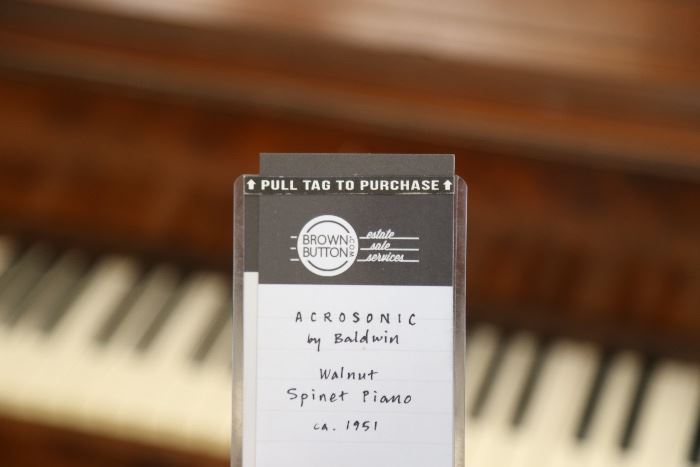 ⬆ PULL TAG TO PURCHASE ⬆
BROWN
BUTTON
.COM
estate
sale
services
ACROSONIC
by Baldwin
Walnut
Spinet Piano
ca. 1951